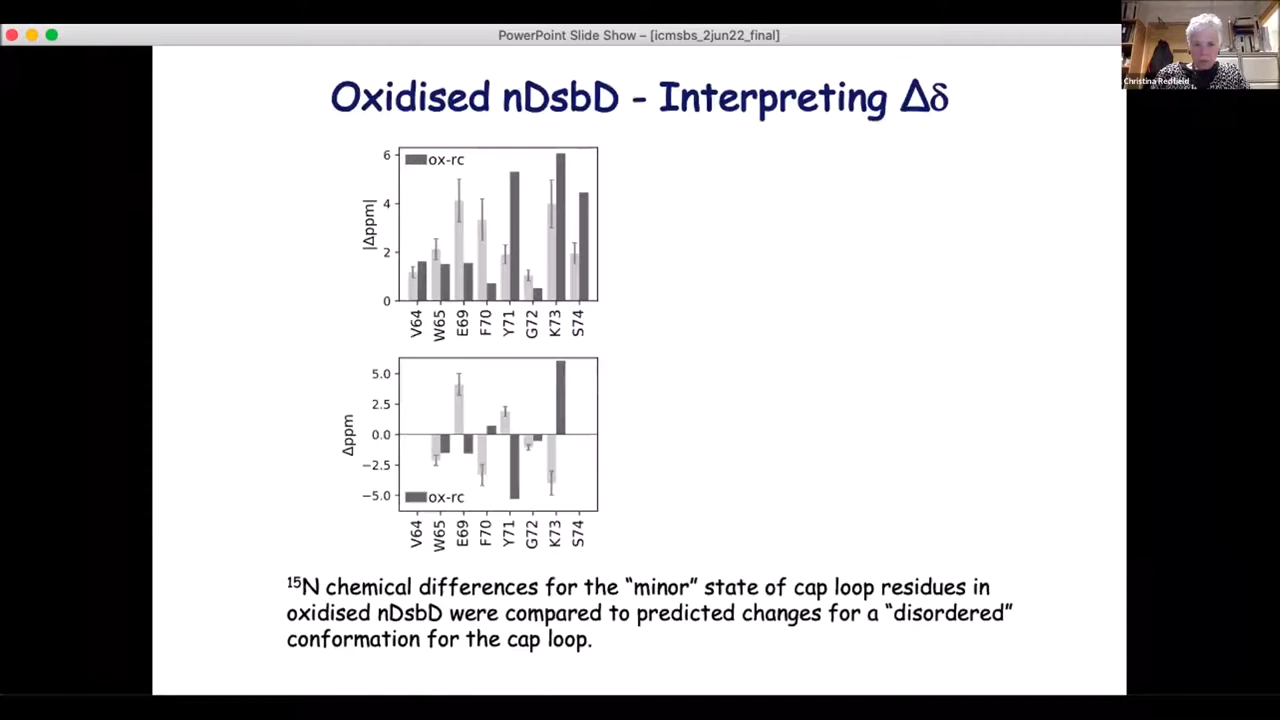 PowerPoint Slide Show – [icmsbs_2jun22_final]
Christina Redfield
Oxidised nDsbD - Interpreting Δδ
6
4
2
0
|Δppm|
ox-rc
V64
W65
E69
F70
Y71
G72
K73
S74
5.0
2.5
0.0
−2.5
−5.0
Δppm
ox-rc
V64
W65
E69
F70
Y71
G72
K73
S74
¹⁵N chemical differences for the “minor” state of cap loop residues in
oxidised nDsbD were compared to predicted changes for a “disordered”
conformation for the cap loop.